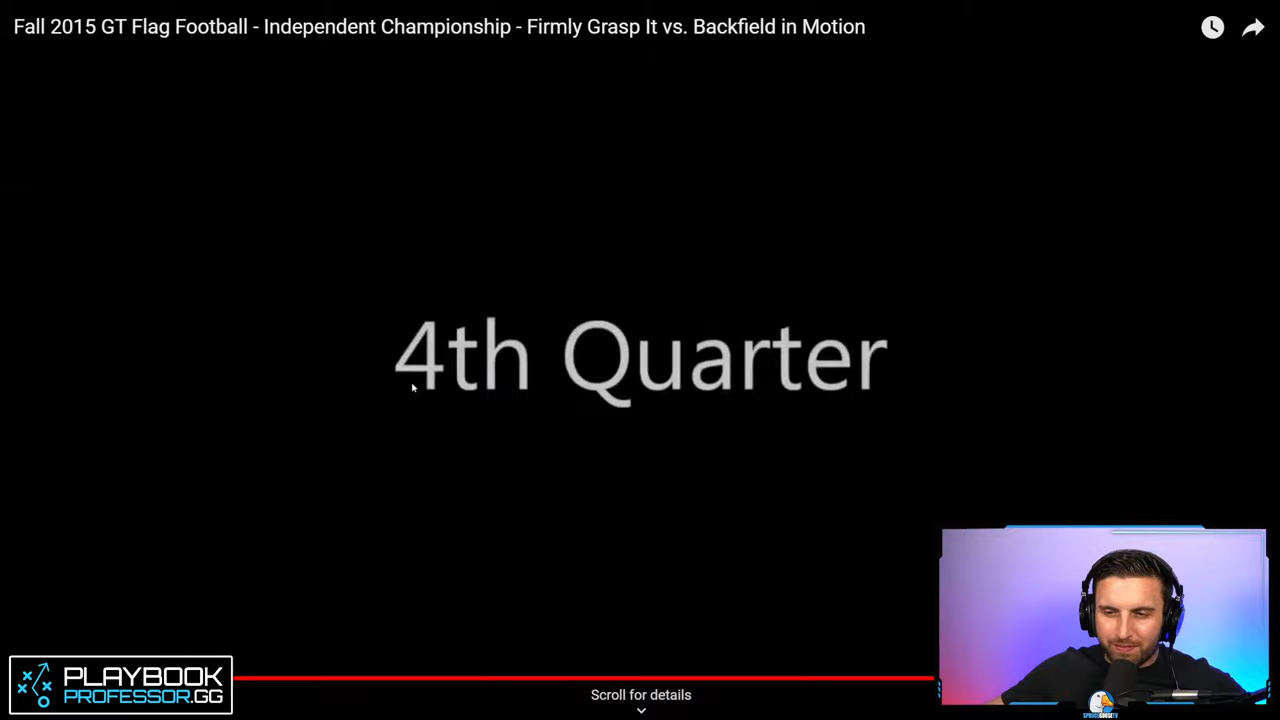 Fall 2015 GT Flag Football - Independent Championship - Firmly Grasp It vs. Backfield in Motion
4th Quarter
PLAYBOOK
PROFESSOR.GG
Scroll for details
SPRUCEGOOSETV